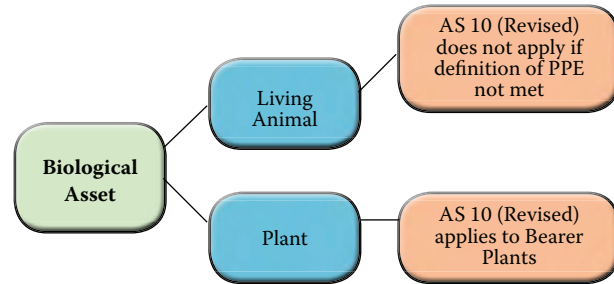 Biological
Asset
Living
Animal
AS 10 (Revised)
does not apply if
definition of PPE
not met
Plant
AS 10 (Revised)
applies to Bearer
Plants